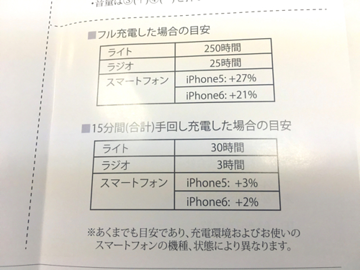 ・音量は
■フル充電した場合の目安
ライト 250時間
ラジオ 25時間
スマートフォン iPhone5: +27%
iPhone6: +21%
■15分間(合計)手回し充電した場合の目安
ライト 30時間
ラジオ 3時間
スマートフォン iPhone5: +3%
iPhone6: +2%
※あくまでも目安であり、充電環境およびお使いの
スマートフォンの機種、状態により異なります。